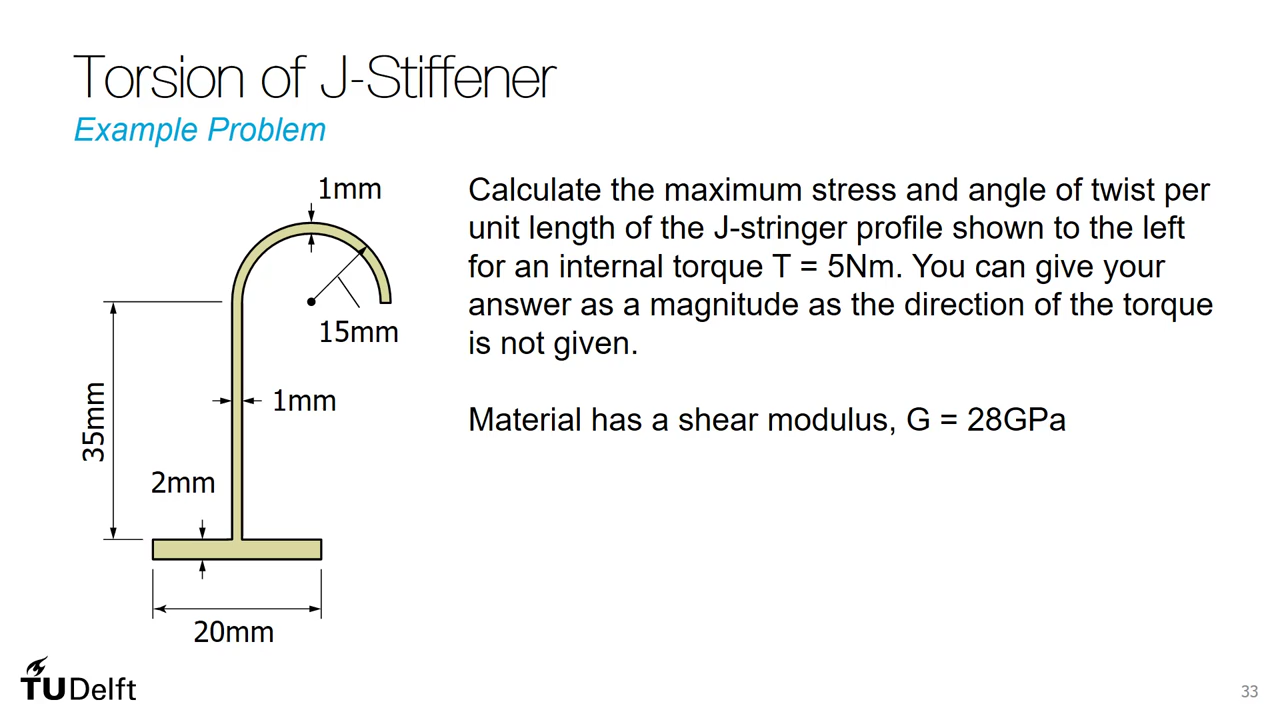 Torsion of J-Stiffener
Example Problem
1mm
15mm
35mm
1mm
2mm
20mm
Calculate the maximum stress and angle of twist per
unit length of the J-stringer profile shown to the left
for an internal torque T = 5Nm. You can give your
answer as a magnitude as the direction of the torque
is not given.
Material has a shear modulus, G = 28GPa
TUDelft
33